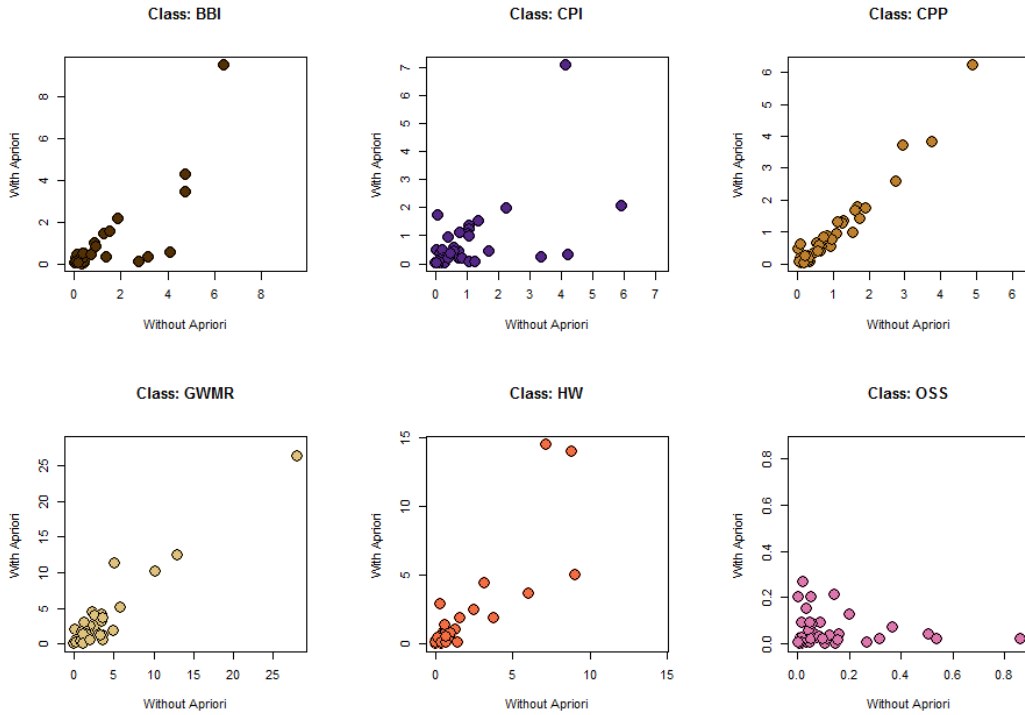 Class: BBI
Class: CPI
Class: CPP
With Apriori
8
6
4
2
0
0 2 4 6 8
Without Apriori
With Apriori
7
6
5
4
3
2
1
0
0 1 2 3 4 5 6 7
Without Apriori
With Apriori
6
5
4
3
2
1
0
0 1 2 3 4 5 6
Without Apriori
Class: GWMR
Class: HW
Class: OSS
With Apriori
25
20
15
10
5
0
0 5 10 15 20 25
Without Apriori
With Apriori
15
10
5
0
0 5 10 15
Without Apriori
With Apriori
0.8
0.6
0.4
0.2
0.0
0.0 0.2 0.4 0.6 0.8
Without Apriori